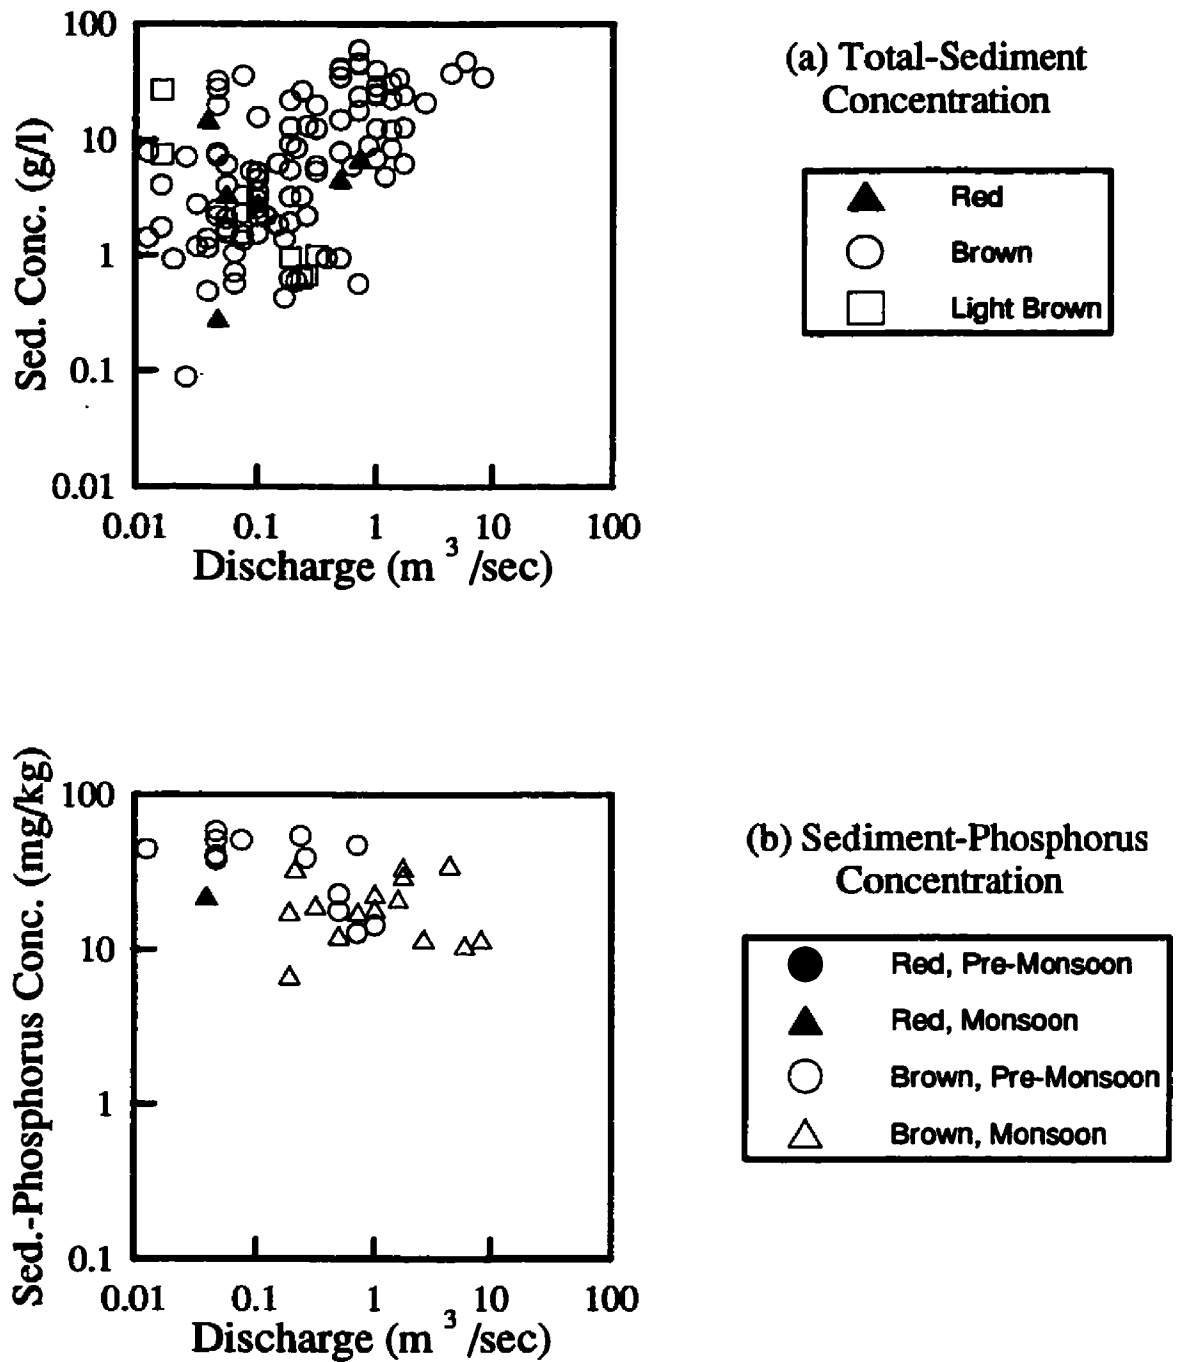 100
10
1
0.1
0.01
Sed. Conc. (g/l)
0.01 0.1 1 10 100
Discharge (m 3 /sec)
(a) Total-Sediment
Concentration
Red
Brown
Light Brown
100
10
1
0.1
Sed.-Phosphorus Conc. (mg/kg)
0.01 0.1 1 10 100
Discharge (m 3 /sec)
(b) Sediment-Phosphorus
Concentration
Red, Pre-Monsoon
Red, Monsoon
Brown, Pre-Monsoon
Brown, Monsoon